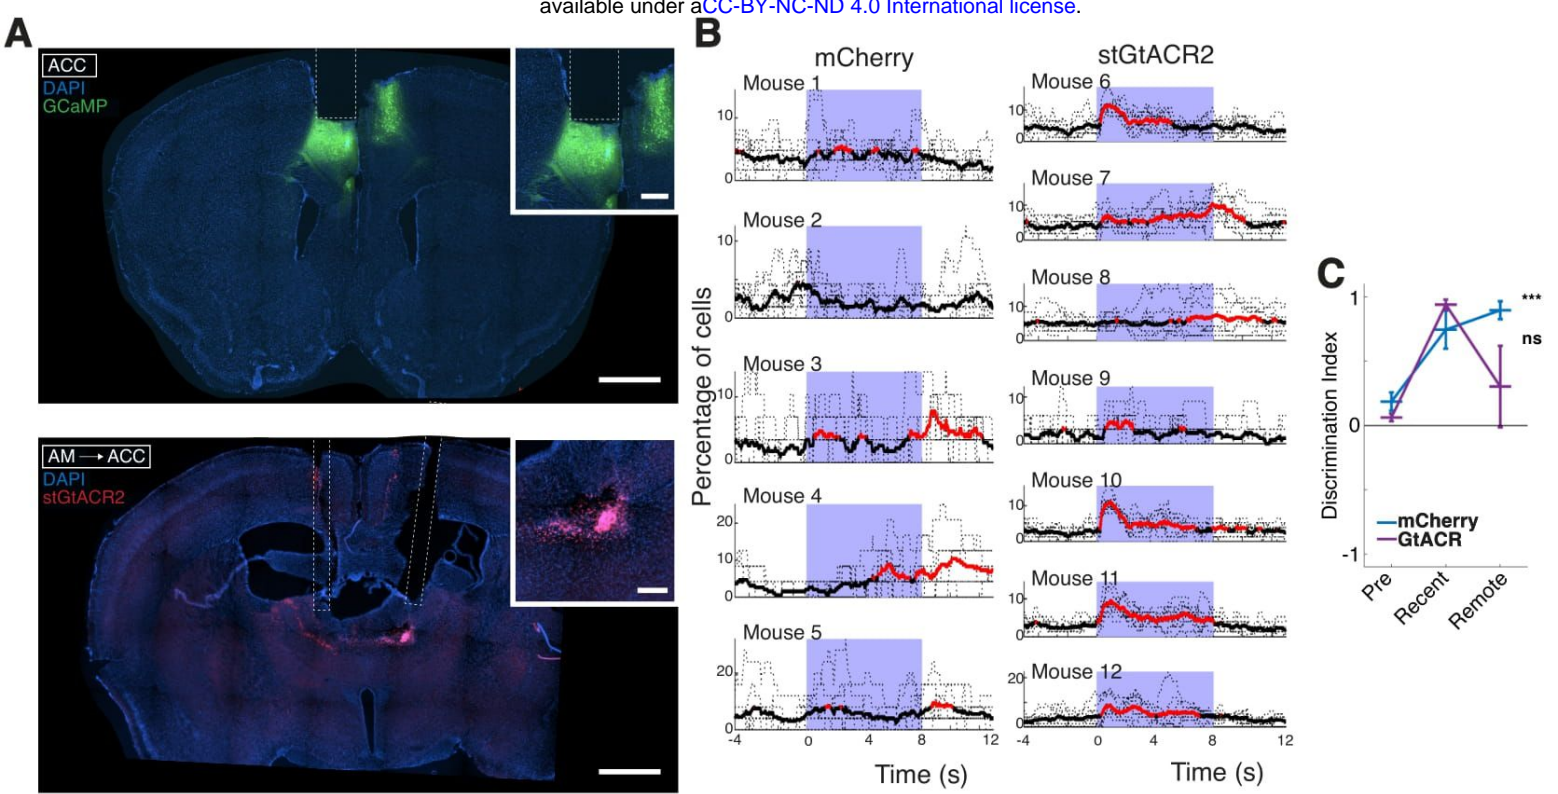 available under aCC-BY-NC-ND 4.0 International license.
A
ACC
DAPI
GCaMP
AM → ACC
DAPI
stGtACR2
B
mCherry
stGtACR2
Percentage of cells
Mouse 1
10
0
Mouse 2
10
0
Mouse 3
10
0
Mouse 4
20
10
0
Mouse 5
20
0
-4 0 4 8 12
Time (s)
Mouse 6
10
0
Mouse 7
10
0
Mouse 8
10
0
Mouse 9
10
0
Mouse 10
10
0
Mouse 11
10
0
Mouse 12
20
0
-4 0 4 8 12
Time (s)
C
Discrimination Index
1
0
-1
***
ns
mCherry
GtACR
Pre
Recent
Remote